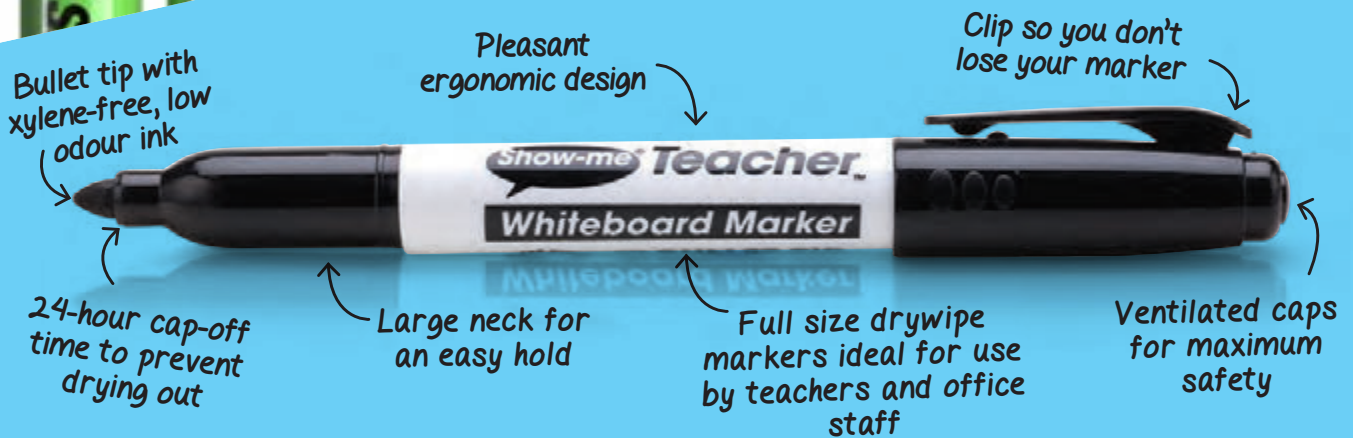 Bullet tip with
xylene-free, low
odour ink
Pleasant
ergonomic design
Clip so you don't
lose your marker
Show-me® Teacher™
Whiteboard Marker
24-hour cap-off
time to prevent
drying out
Large neck for
an easy hold
Full size drywipe
markers ideal for use
by teachers and office
staff
Ventilated caps
for maximum
safety